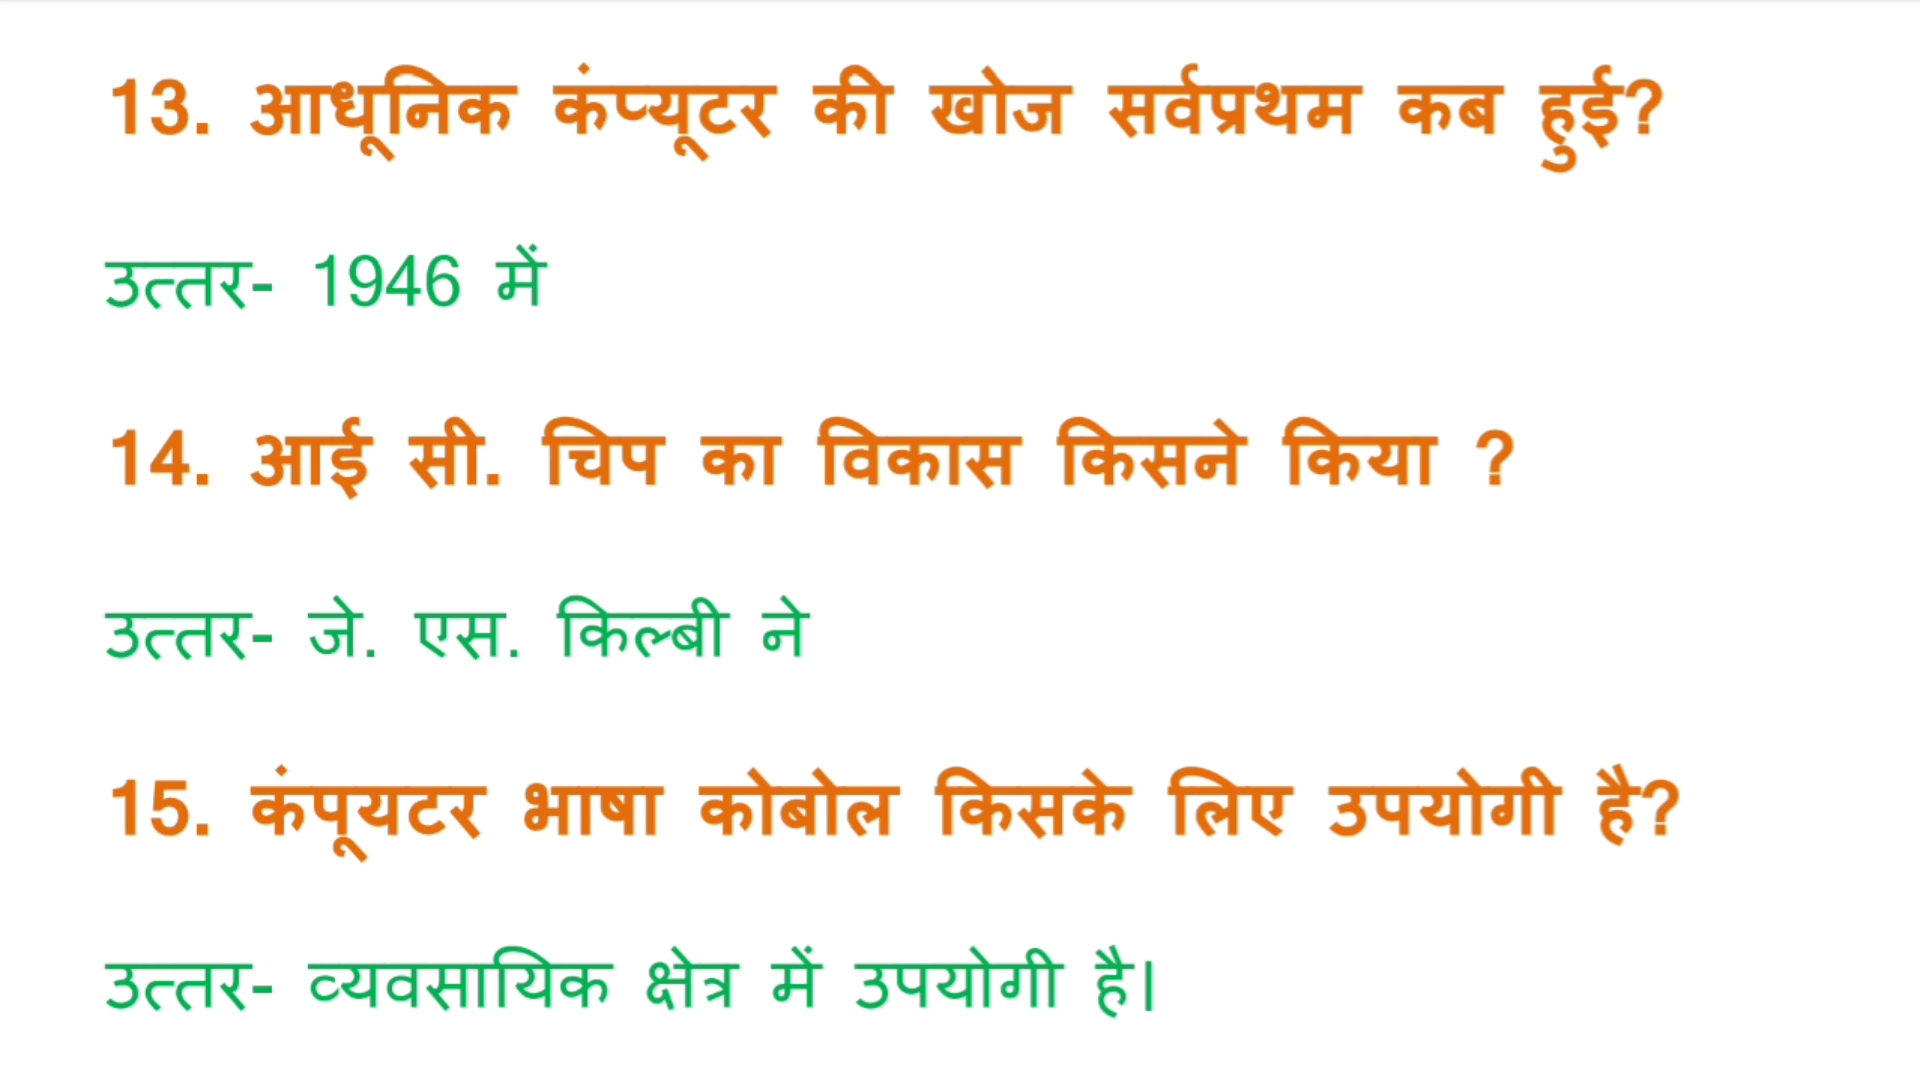 13. आधूनिक कंप्यूटर की खोज सर्वप्रथम कब हुई?
उत्तर- 1946 में
14. आई सी. चिप का विकास किसने किया ?
उत्तर- जे. एस. किल्बी ने
15. कंपूयटर भाषा कोबोल किसके लिए उपयोगी है?
उत्तर- व्यवसायिक क्षेत्र में उपयोगी है।